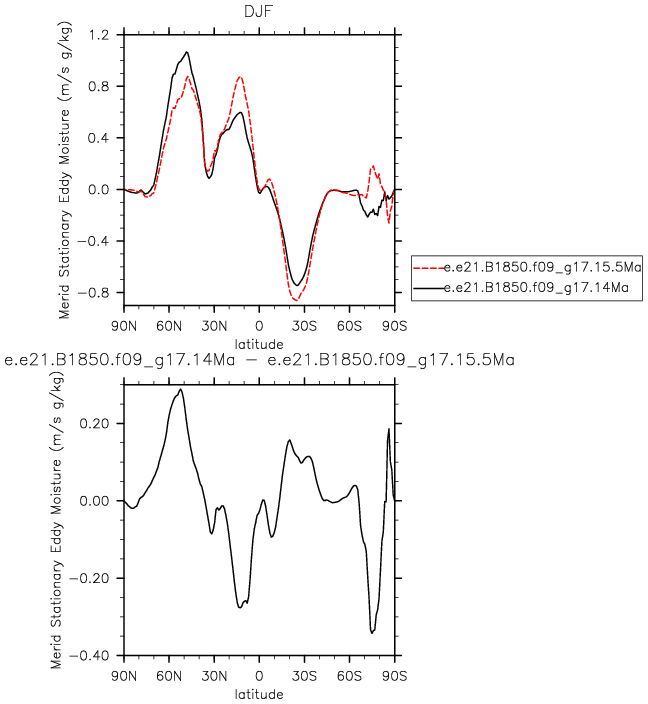 DJF
Merid Stationary Eddy Moisture (m/s g/kg)
1.2
0.8
0.4
0.0
−0.4
−0.8
90N 60N 30N 0 30S 60S 90S
latitude
e.e21.B1850.f09_g17.15.5Ma
e.e21.B1850.f09_g17.14Ma
e.e21.B1850.f09_g17.14Ma − e.e21.B1850.f09_g17.15.5Ma
Merid Stationary Eddy Moisture (m/s g/kg)
0.20
0.00
−0.20
−0.40
90N 60N 30N 0 30S 60S 90S
latitude